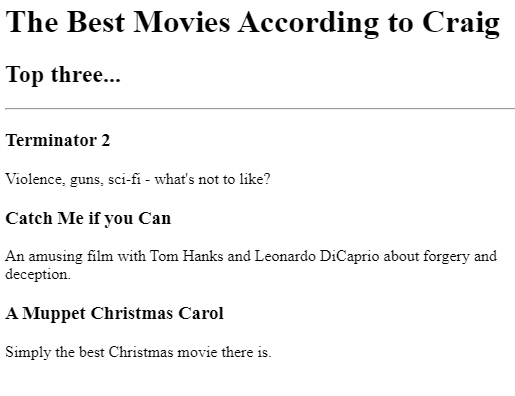 The Best Movies According to Craig
Top three...
Terminator 2
Violence, guns, sci-fi - what's not to like?
Catch Me if you Can
An amusing film with Tom Hanks and Leonardo DiCaprio about forgery and
deception.
A Muppet Christmas Carol
Simply the best Christmas movie there is.